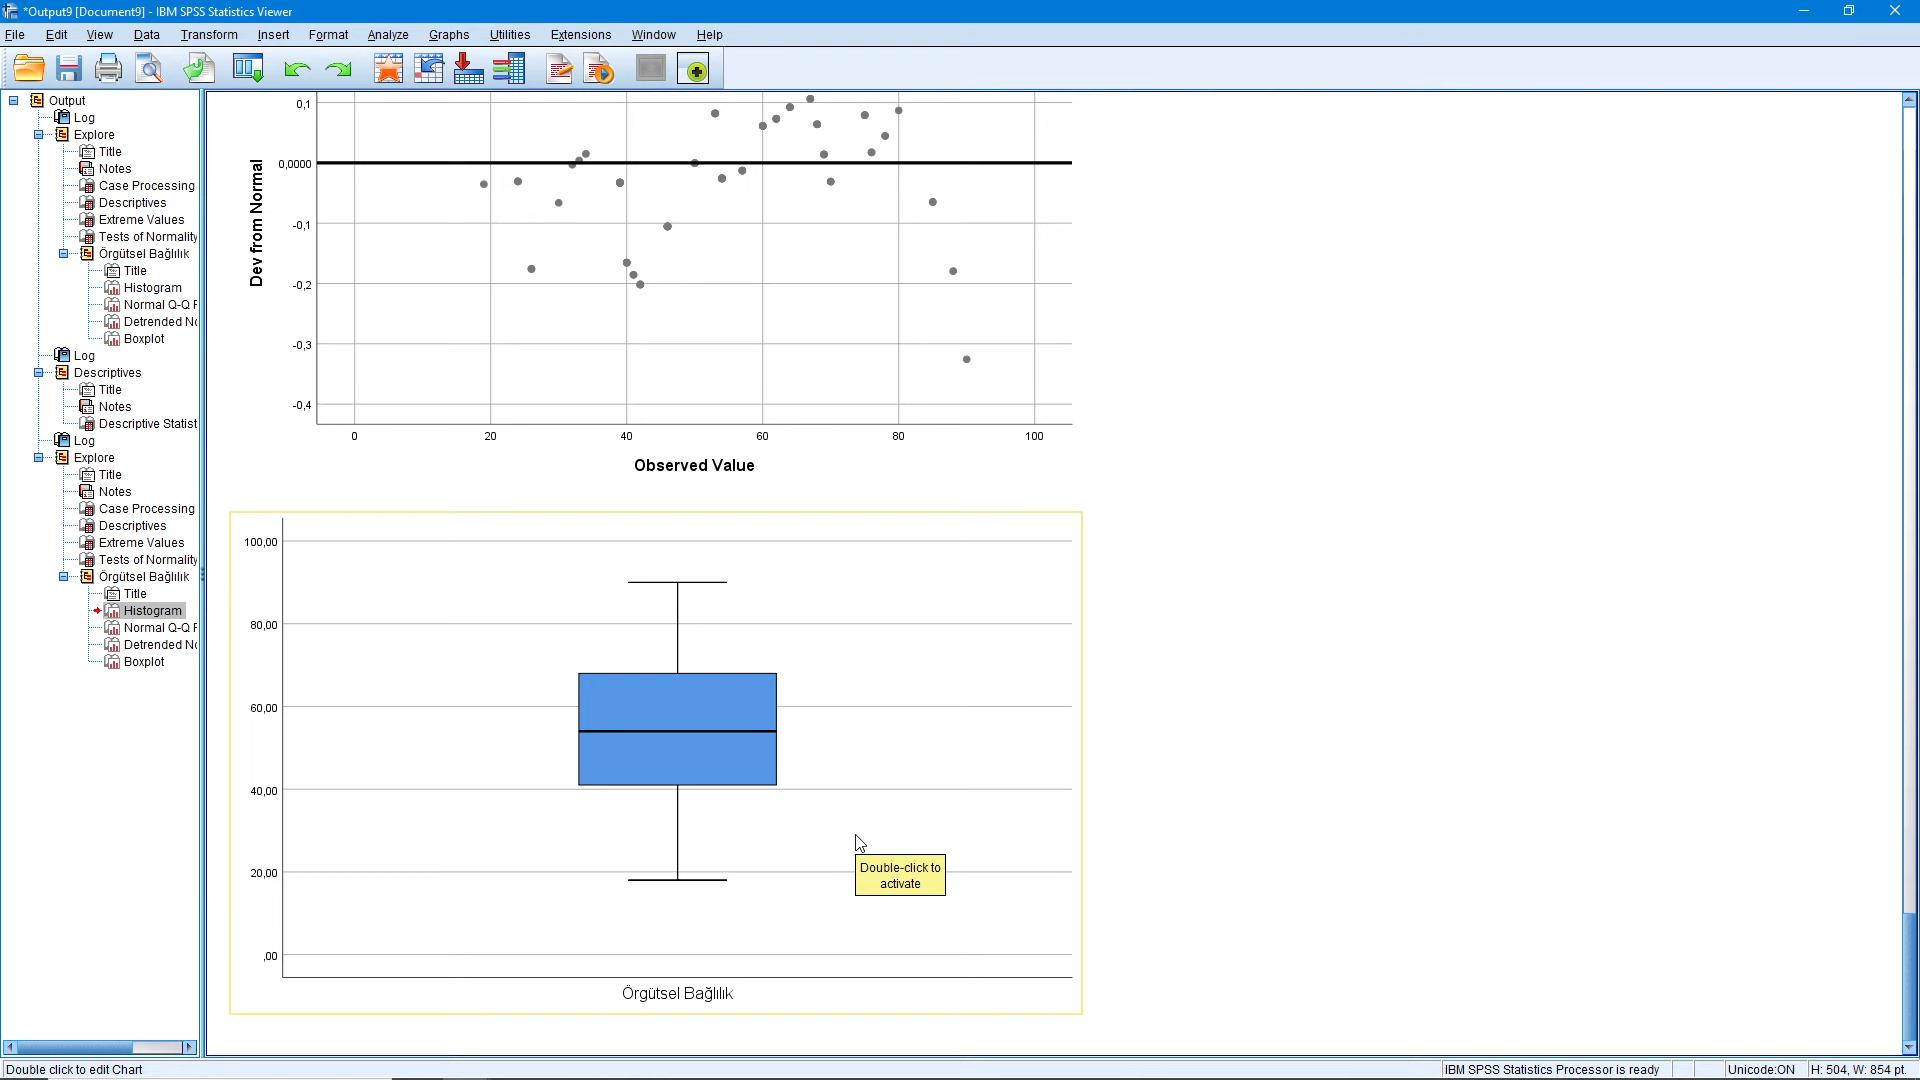 *Output9 [Document9] - IBM SPSS Statistics Viewer
File Edit View Data Transform Insert Format Analyze Graphs Utilities Extensions Window Help
Output
Log
Explore
Title
Notes
Case Processing
Descriptives
Extreme Values
Tests of Normality
Örgütsel Bağlılık
Title
Histogram
Normal Q-Q P
Detrended No
Boxplot
Log
Descriptives
Title
Notes
Descriptive Statist
Log
Explore
Title
Notes
Case Processing
Descriptives
Extreme Values
Tests of Normality
Örgütsel Bağlılık
Title
Histogram
Normal Q-Q P
Detrended No
Boxplot
0,1
0,0000
-0,1
-0,2
-0,3
-0,4
Dev from Normal
0 20 40 60 80 100
Observed Value
100,00
80,00
60,00
40,00
20,00
,00
Örgütsel Bağlılık
Double-click to
activate
Double click to edit Chart
IBM SPSS Statistics Processor is ready
Unicode:ON
H: 504, W: 854 pt.